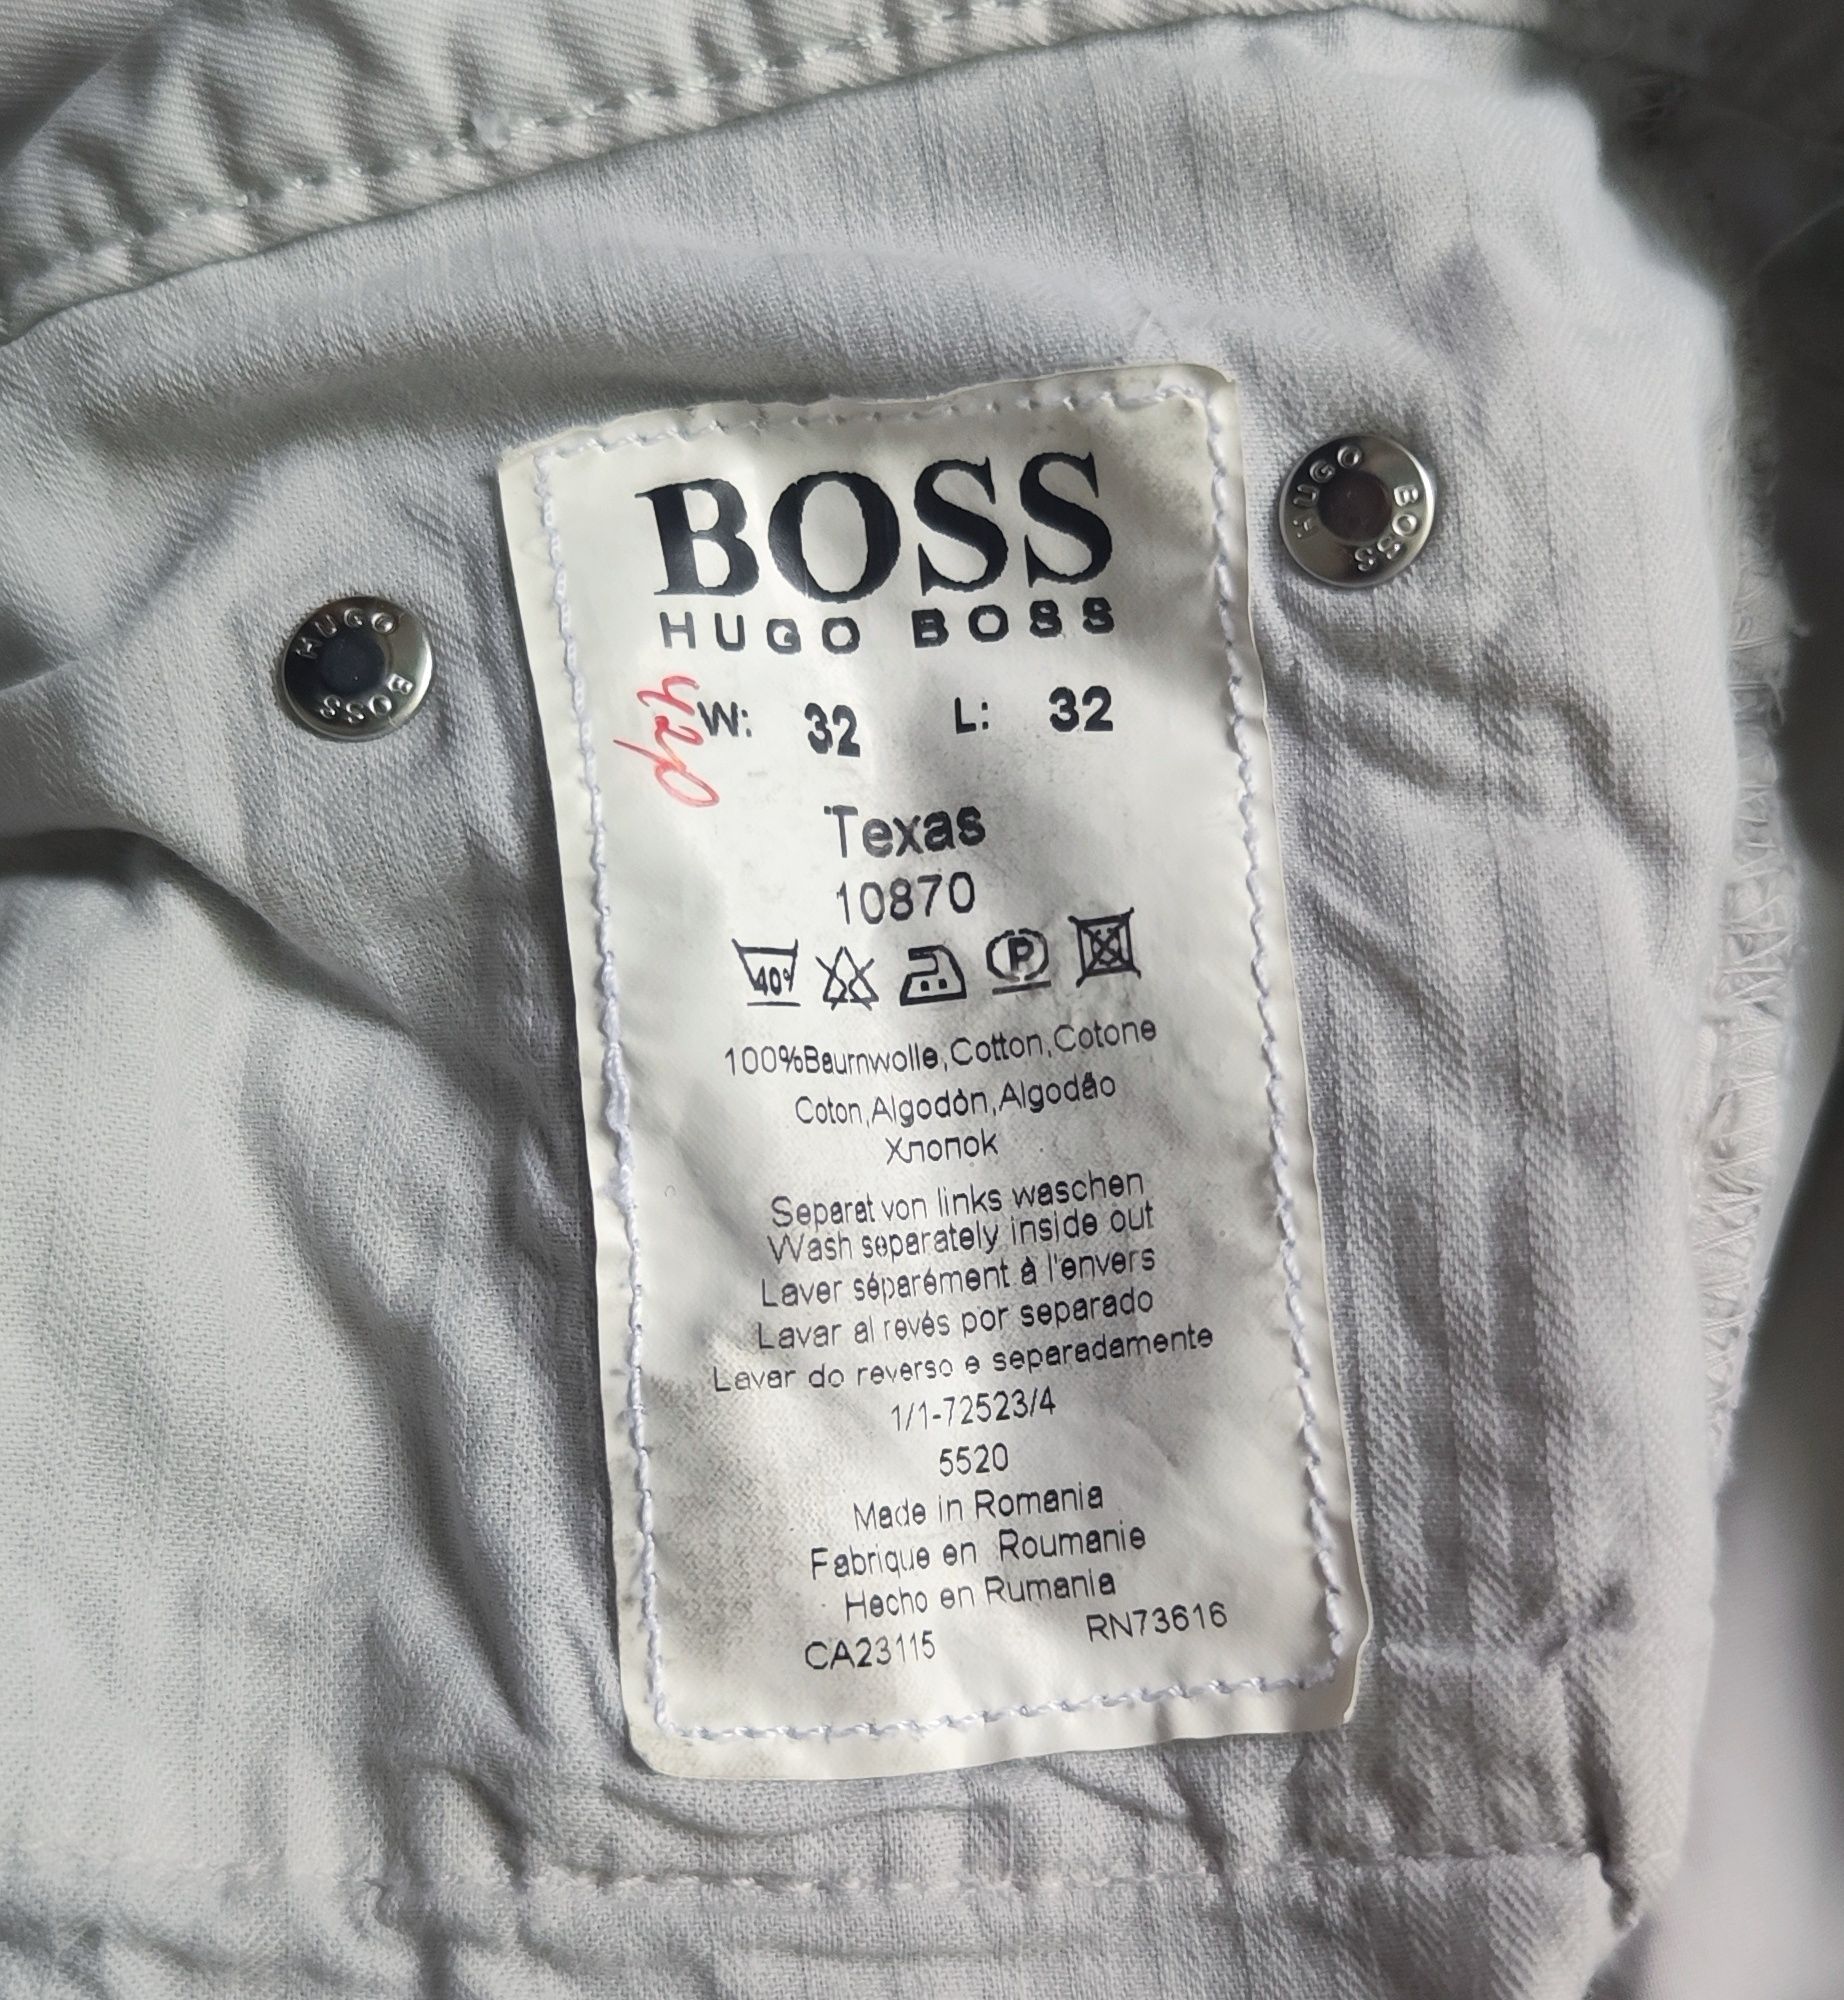 BOSS
HUGO BOSS
W: 32 L: 32
Texas
10870
40°
P
100%Baumwolle,Cotton,Cotone
Coton,Algodón,Algodão
Хлопок
Separat von links waschen
Wash separately inside out
Laver séparément à l'envers
Lavar al revés por separado
Lavar do reverso e separadamente
1/1-72523/4
5520
Made in Romania
Fabrique en Roumanie
Hecho en Rumania
CA23115 RN73616
HUGO BOSS
HUGO BOSS